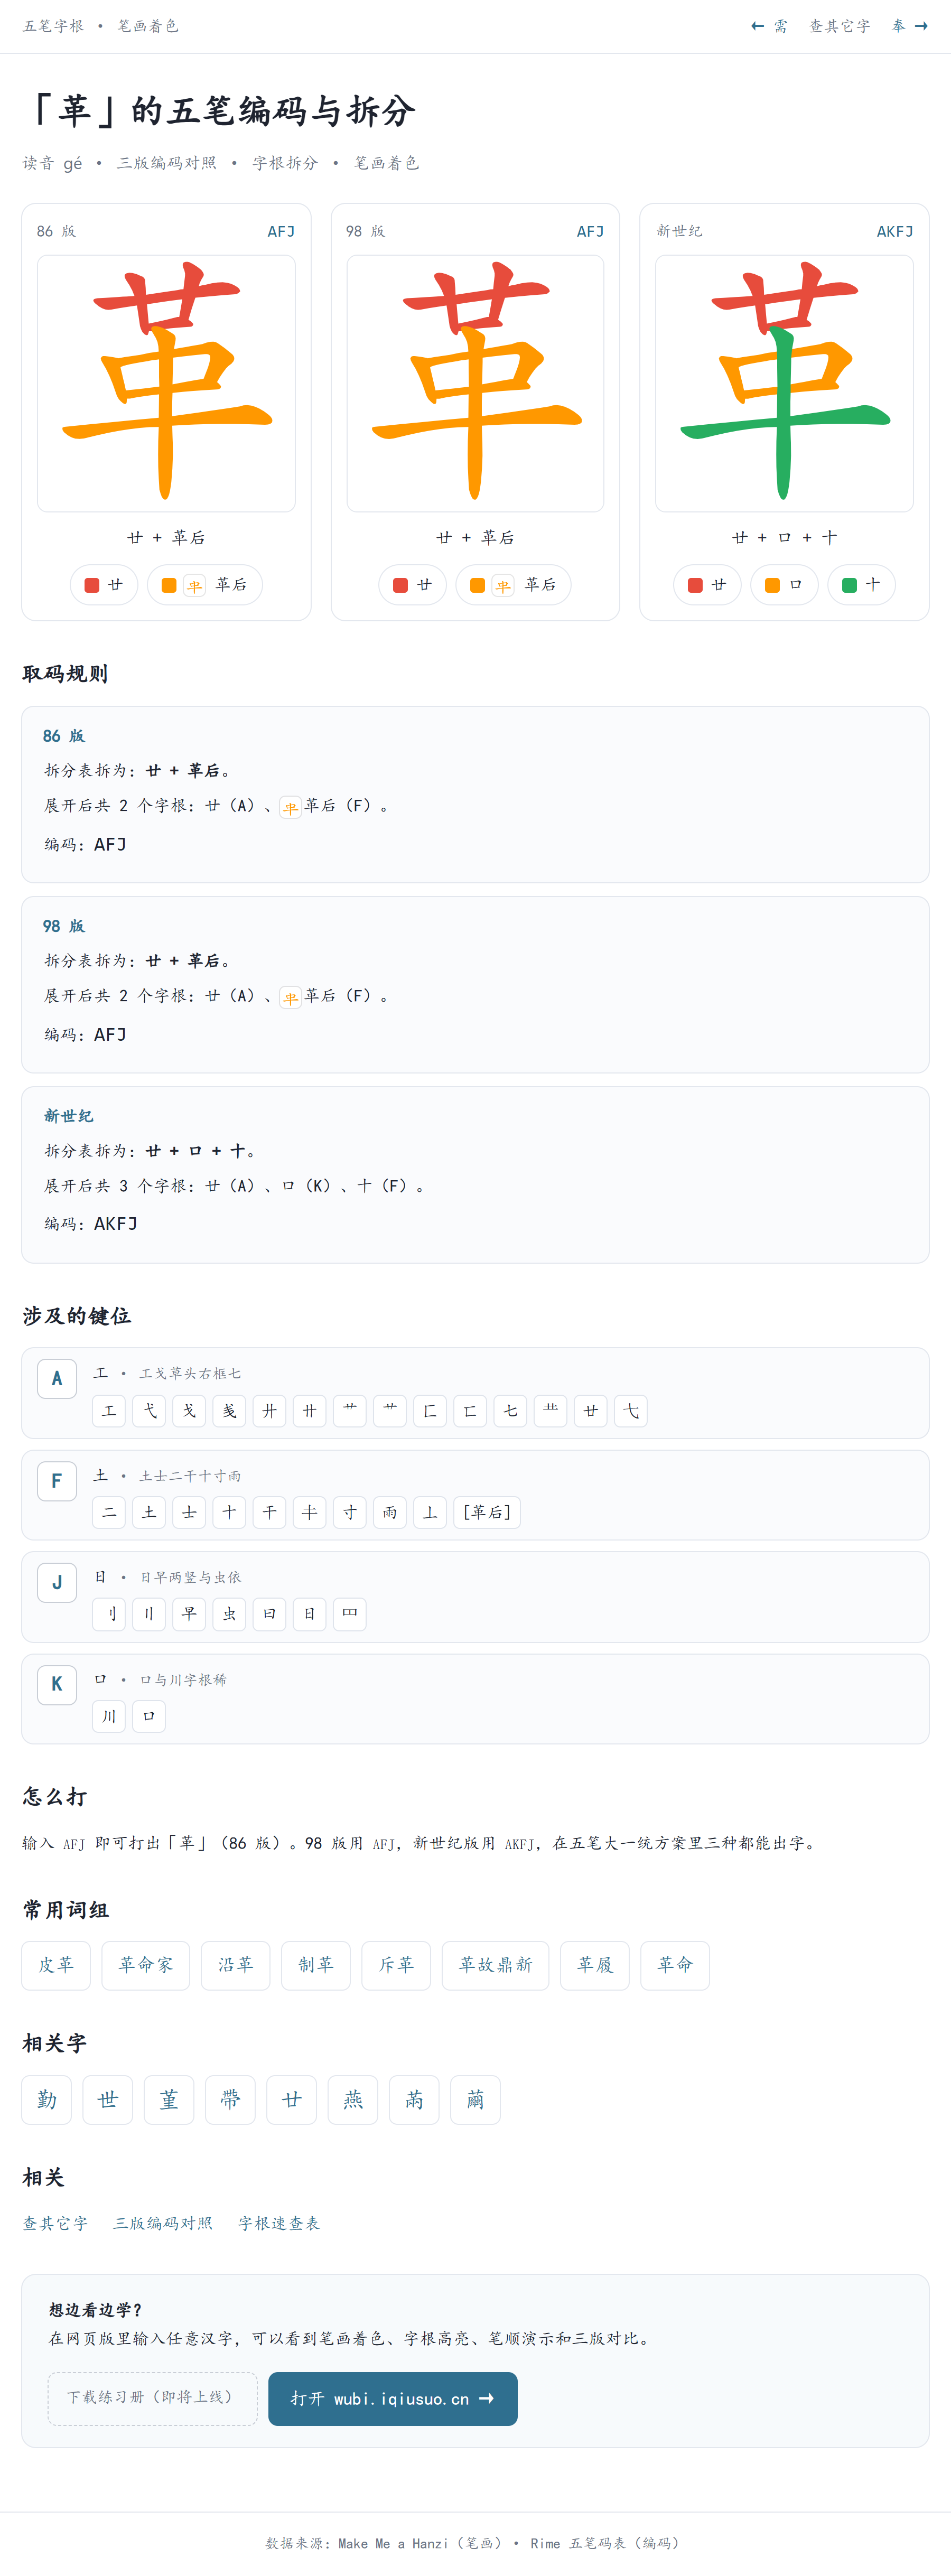 五笔字根 • 笔画着色
← 需 查其它字 奉 →
「革」的五笔编码与拆分
读音 gé • 三版编码对照 • 字根拆分 • 笔画着色
86 版 AFJ
革
廿 + 革后
廿 革后
98 版 AFJ
革
廿 + 革后
廿 革后
新世纪 AKFJ
革
廿 + 口 + 十
廿 口 十
取码规则
86 版
拆分表拆为: 廿 + 革后。
展开后共 2 个字根: 廿 (A)、革后 (F)。
编码: AFJ
98 版
拆分表拆为: 廿 + 革后。
展开后共 2 个字根: 廿 (A)、革后 (F)。
编码: AFJ
新世纪
拆分表拆为: 廿 + 口 + 十。
展开后共 3 个字根: 廿 (A)、口 (K)、十 (F)。
编码: AKFJ
涉及的键位
A
工 • 工戈草头右框七
工 弋 戈 戋 廾 艹 匚 七 廿
F
土 • 土士二干十寸雨
二 土 士 十 干 寸 雨 [革后]
J
日 • 日早两竖与虫依
刂 早 虫 曰 日
K
口 • 口与川字根稀
川 口
怎么打
输入 AFJ 即可打出「革」(86 版)。98 版用 AFJ, 新世纪版用 AKFJ, 在五笔大一统方案里三种都能出字。
常用词组
皮革 革命家 沿革 制革 斥革 革故鼎新 革履 革命
相关字
勤 世 堇 带 廿 燕 苒 繭
相关
查其它字 三版编码对照 字根速查表
想边看边学?
在网页版里输入任意汉字, 可以看到笔画着色、字根高亮、笔顺演示和三版对比。
下载练习册 (即将上线) 打开 wubi.iqiusuo.cn →
数据来源: Make Me a Hanzi (笔画) • Rime 五笔码表 (编码)